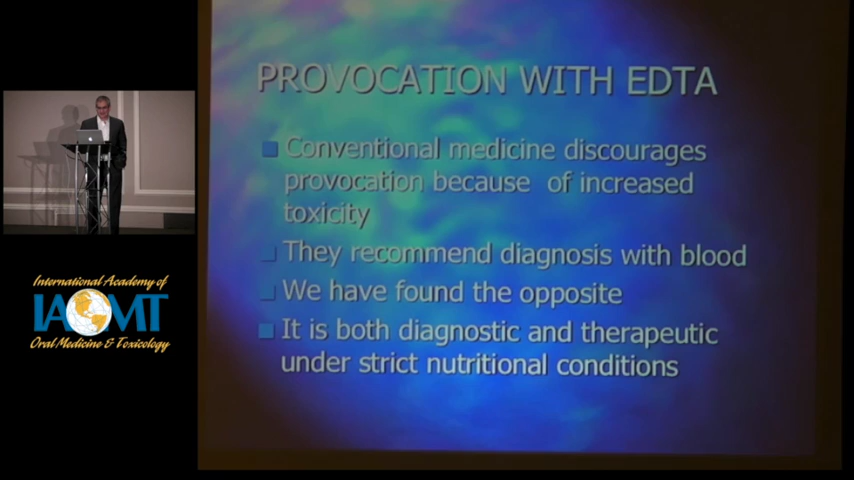 PROVOCATION WITH EDTA
Conventional medicine discourages
provocation because of increased
toxicity
They recommend diagnosis with blood
We have found the opposite
It is both diagnostic and therapeutic
under strict nutritional conditions
International Academy of
IAOMT
Oral Medicine & Toxicology